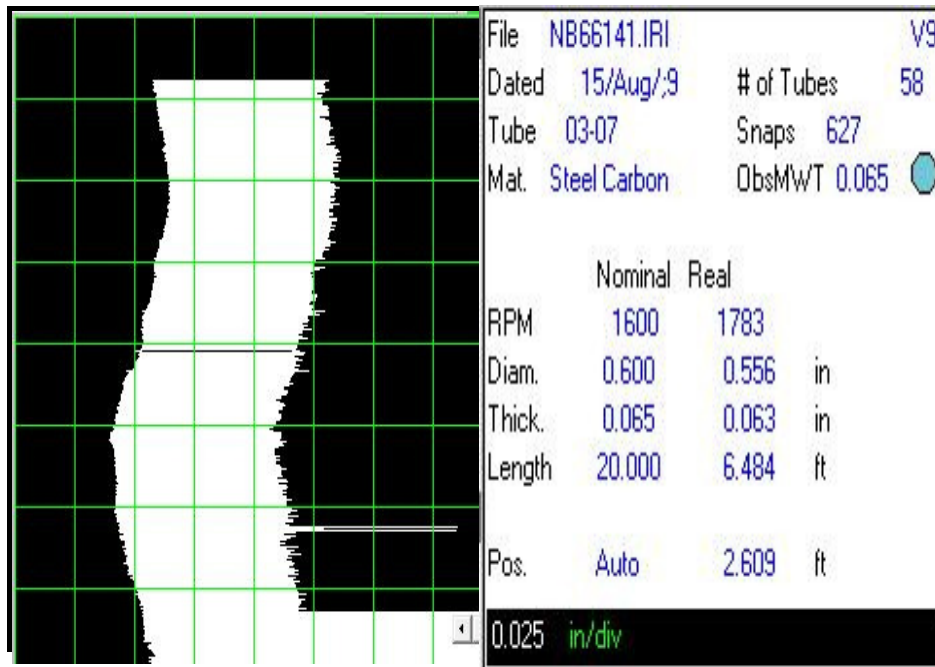 File NB66141.IRI V9
Dated 15/Aug/;9 # of Tubes 58
Tube 03-07 Snaps 627
Mat. Steel Carbon ObsMWT 0.065
Nominal Real
RPM 1600 1783
Diam. 0.600 0.556 in
Thick. 0.065 0.063 in
Length 20.000 6.484 ft
Pos. Auto 2.609 ft
0.025 in/div